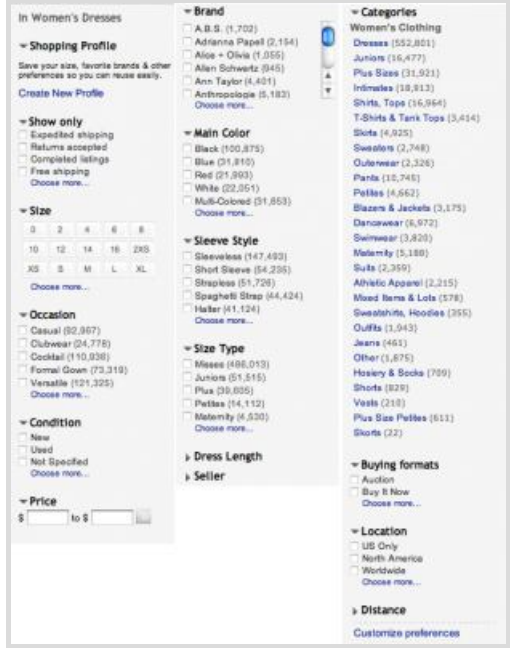 In Women's Dresses
Shopping Profile
Save your size, favorite brands & other
preferences so you can reuse easily.
Create New Profile
Show only
Expedited shipping
Returns accepted
Completed listings
Free shipping
Choose more...
Size
0 2 4 6 8
10 12 14 16 2XS
XS S M L XL
Choose more...
Occasion
Casual (92,967)
Clubwear (24,778)
Cocktail (110,938)
Formal Gown (73,319)
Versatile (121,325)
Choose more...
Condition
New
Used
Not Specified
Choose more...
Price
$ to $
Brand
A.B.S. (1,702)
Adrianna Papell (2,154)
Alice + Olivia (1,055)
Allen Schwartz (945)
Ann Taylor (4,401)
Anthropologie (5,183)
Choose more...
Main Color
Black (100,875)
Blue (31,810)
Red (21,993)
White (22,051)
Multi-Colored (31,653)
Choose more...
Sleeve Style
Sleeveless (147,493)
Short Sleeve (54,235)
Strapless (51,726)
Spaghetti Strap (44,424)
Halter (41,124)
Choose more...
Size Type
Misses (486,013)
Juniors (51,515)
Plus (39,605)
Petites (14,112)
Maternity (4,530)
Choose more...
Dress Length
Seller
Categories
Women's Clothing
Dresses (552,801)
Juniors (16,477)
Plus Sizes (31,921)
Intimates (18,813)
Shirts, Tops (16,964)
T-Shirts & Tank Tops (3,414)
Skirts (4,925)
Sweaters (2,748)
Outerwear (2,326)
Pants (10,745)
Petites (4,662)
Blazers & Jackets (3,175)
Dancewear (6,972)
Swimwear (3,820)
Maternity (5,188)
Suits (2,359)
Athletic Apparel (2,215)
Mixed Items & Lots (578)
Sweatshirts, Hoodies (355)
Outfits (1,943)
Jeans (461)
Other (1,875)
Hosiery & Socks (709)
Shorts (829)
Vests (210)
Plus Size Petites (611)
Skorts (22)
Buying formats
Auction
Buy It Now
Choose more...
Location
US Only
North America
Worldwide
Choose more...
Distance
Customize preferences